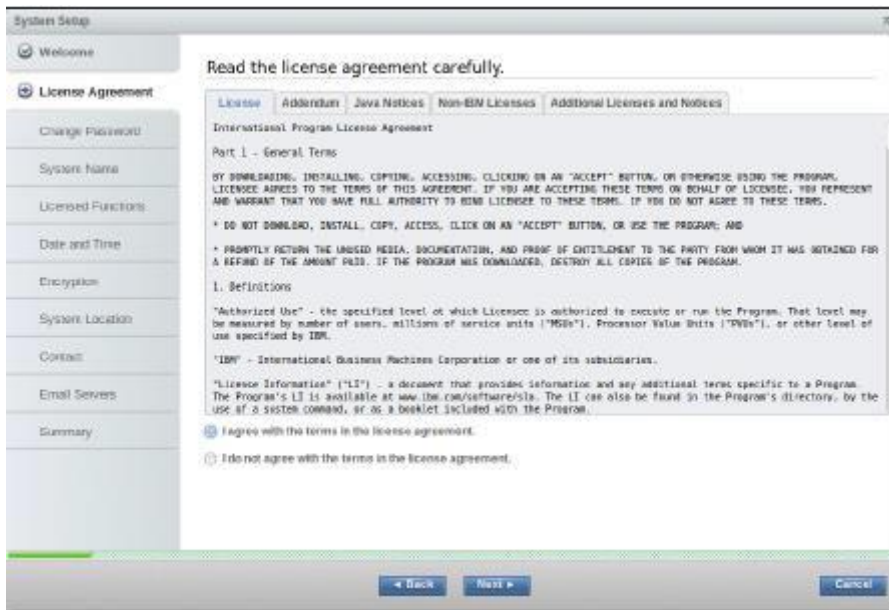 System Setup
Welcome
License Agreement
Change Password
System Name
Licensed Functions
Date and Time
Encryption
System Location
Contact
Email Servers
Summary
Read the license agreement carefully.
License
Addendum
Java Notices
Non-IBM Licenses
Additional Licenses and Notices
International Program License Agreement
Part 1 - General Terms
BY DOWNLOADING, INSTALLING, COPYING, ACCESSING, CLICKING ON AN "ACCEPT" BUTTON, OR OTHERWISE USING THE PROGRAM,
LICENSEE AGREES TO THE TERMS OF THIS AGREEMENT. IF YOU ARE ACCEPTING THESE TERMS ON BEHALF OF LICENSEE, YOU REPRESENT
AND WARRANT THAT YOU HAVE FULL AUTHORITY TO BIND LICENSEE TO THESE TERMS. IF YOU DO NOT AGREE TO THESE TERMS.
* DO NOT DOWNLOAD, INSTALL, COPY, ACCESS, CLICK ON AN "ACCEPT" BUTTON, OR USE THE PROGRAM; AND
* PROMPTLY RETURN THE UNUSED MEDIA, DOCUMENTATION, AND PROOF OF ENTITLEMENT TO THE PARTY FROM WHOM IT WAS OBTAINED FOR
A REFUND OF THE AMOUNT PAID. IF THE PROGRAM WAS DOWNLOADED, DESTROY ALL COPIES OF THE PROGRAM.
1. Definitions
"Authorized Use" - the specified level at which Licensee is authorized to execute or run the Program. That level may
be measured by number of users, millions of service units ("MSUs"), Processor Value Units ("PVUs"), or other level of
use specified by IBM.
"IBM" - International Business Machines Corporation or one of its subsidiaries.
"License Information" ("LI") - a document that provides information and any additional terms specific to a Program.
The Program's LI is available at www.ibm.com/software/sla. The LI can also be found in the Program's directory, by the
use of a system command, or as a booklet included with the Program.
I agree with the terms in the license agreement.
I do not agree with the terms in the license agreement.
◄ Back
Next ►
Cancel